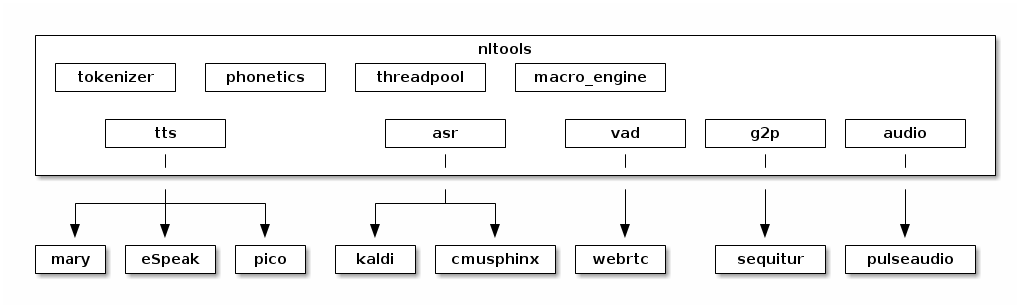 nltools
tokenizer phonetics threadpool macro_engine
tts asr vad g2p audio
mary eSpeak pico kaldi cmusphinx webrtc sequitur pulseaudio